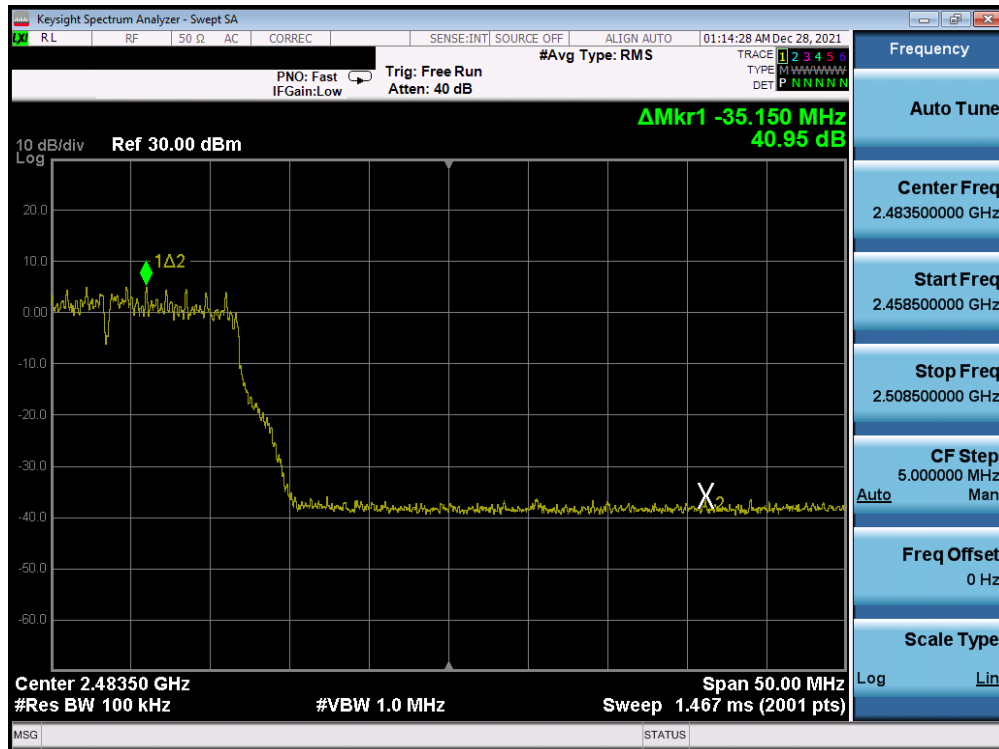 Keysight Spectrum Analyzer - Swept SA
LXI RL RF 50 Ω AC CORREC SENSE:INT SOURCE OFF ALIGN AUTO 01:14:28 AM Dec 28, 2021
#Avg Type: RMS TRACE 1 2 3 4 5 6
PNO: Fast Trig: Free Run TYPE M WWWWW
IFGain:Low Atten: 40 dB DET P N N N N N
ΔMkr1 -35.150 MHz
10 dB/div Ref 30.00 dBm 40.95 dB
Log
20.0
10.0
1Δ2
0.00
-10.0
-20.0
-30.0
X2
-40.0
-50.0
-60.0
Center 2.48350 GHz Span 50.00 MHz
#Res BW 100 kHz #VBW 1.0 MHz Sweep 1.467 ms (2001 pts)
MSG STATUS
Frequency
Auto Tune
Center Freq
2.483500000 GHz
Start Freq
2.458500000 GHz
Stop Freq
2.508500000 GHz
CF Step
5.000000 MHz
Auto Man
Freq Offset
0 Hz
Scale Type
Log Lin